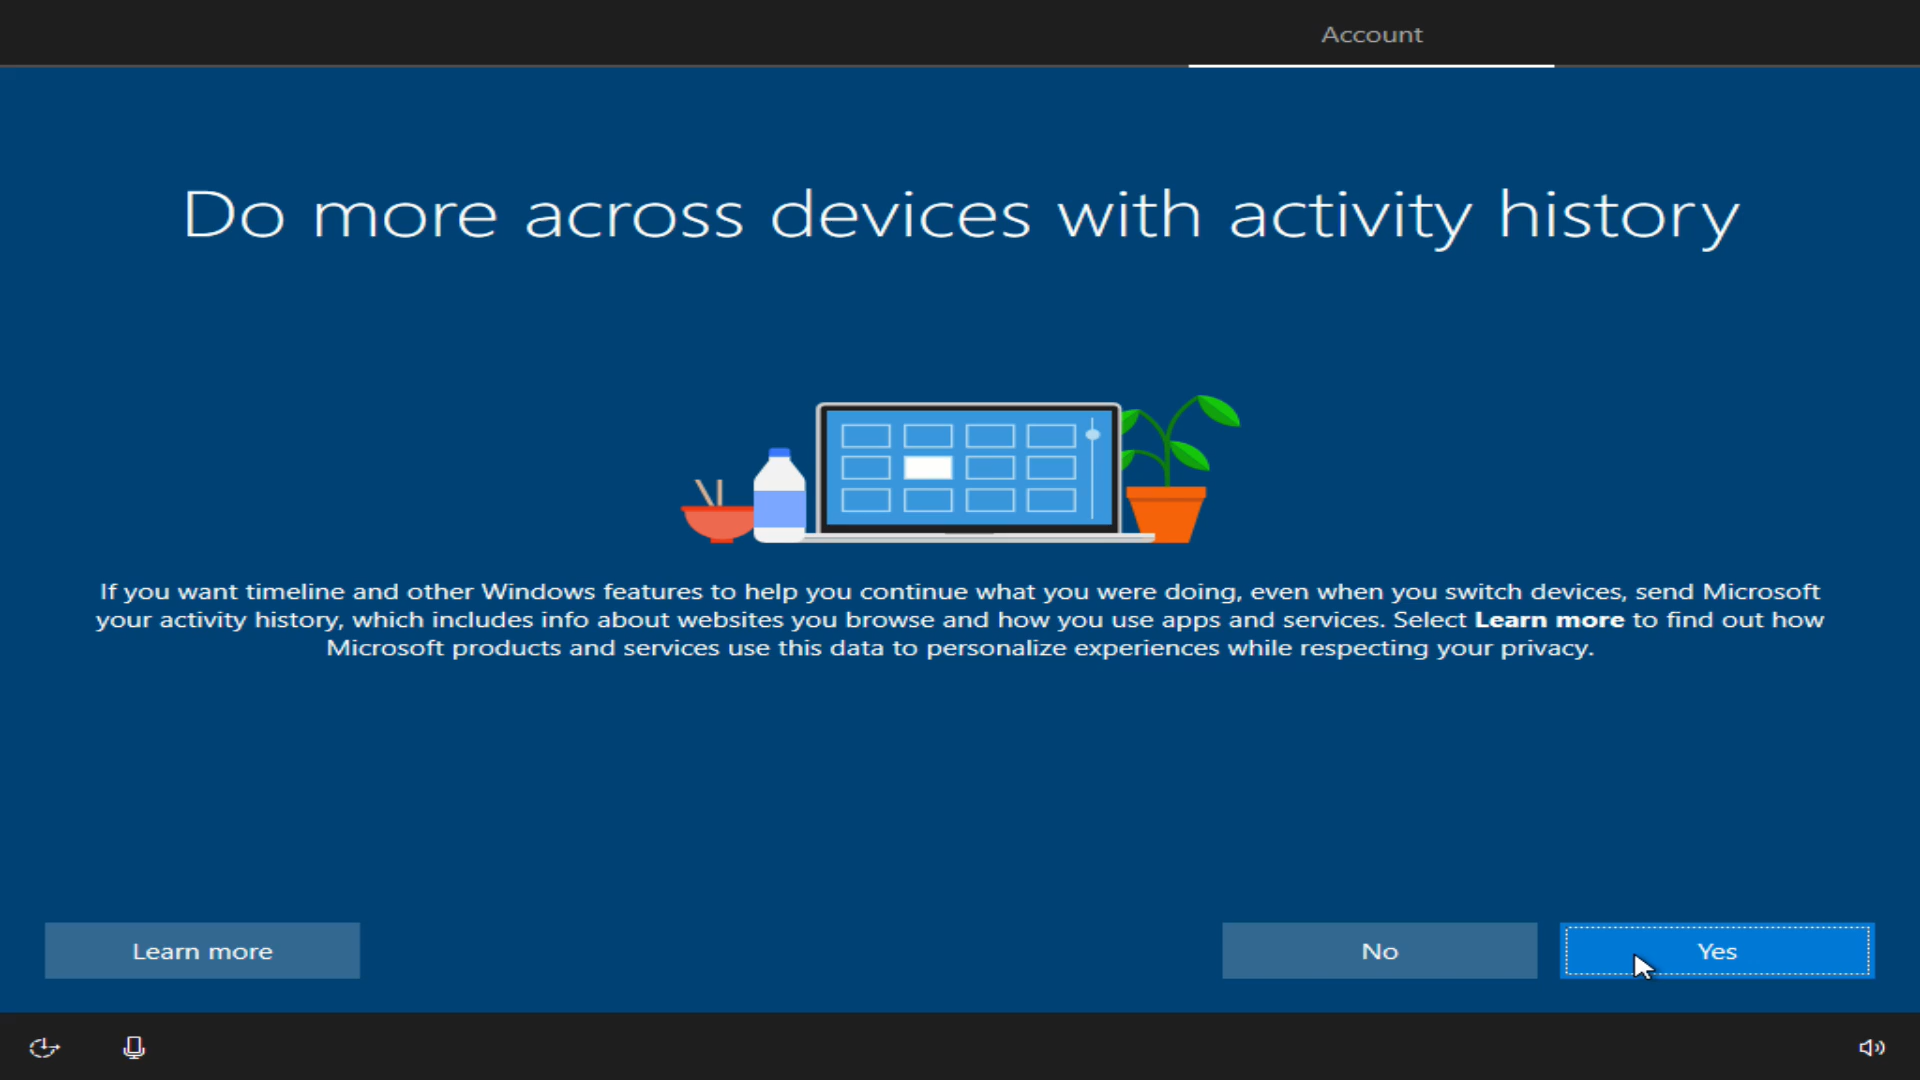 Account
Do more across devices with activity history
If you want timeline and other Windows features to help you continue what you were doing, even when you switch devices, send Microsoft
your activity history, which includes info about websites you browse and how you use apps and services. Select Learn more to find out how
Microsoft products and services use this data to personalize experiences while respecting your privacy.
Learn more
No
Yes